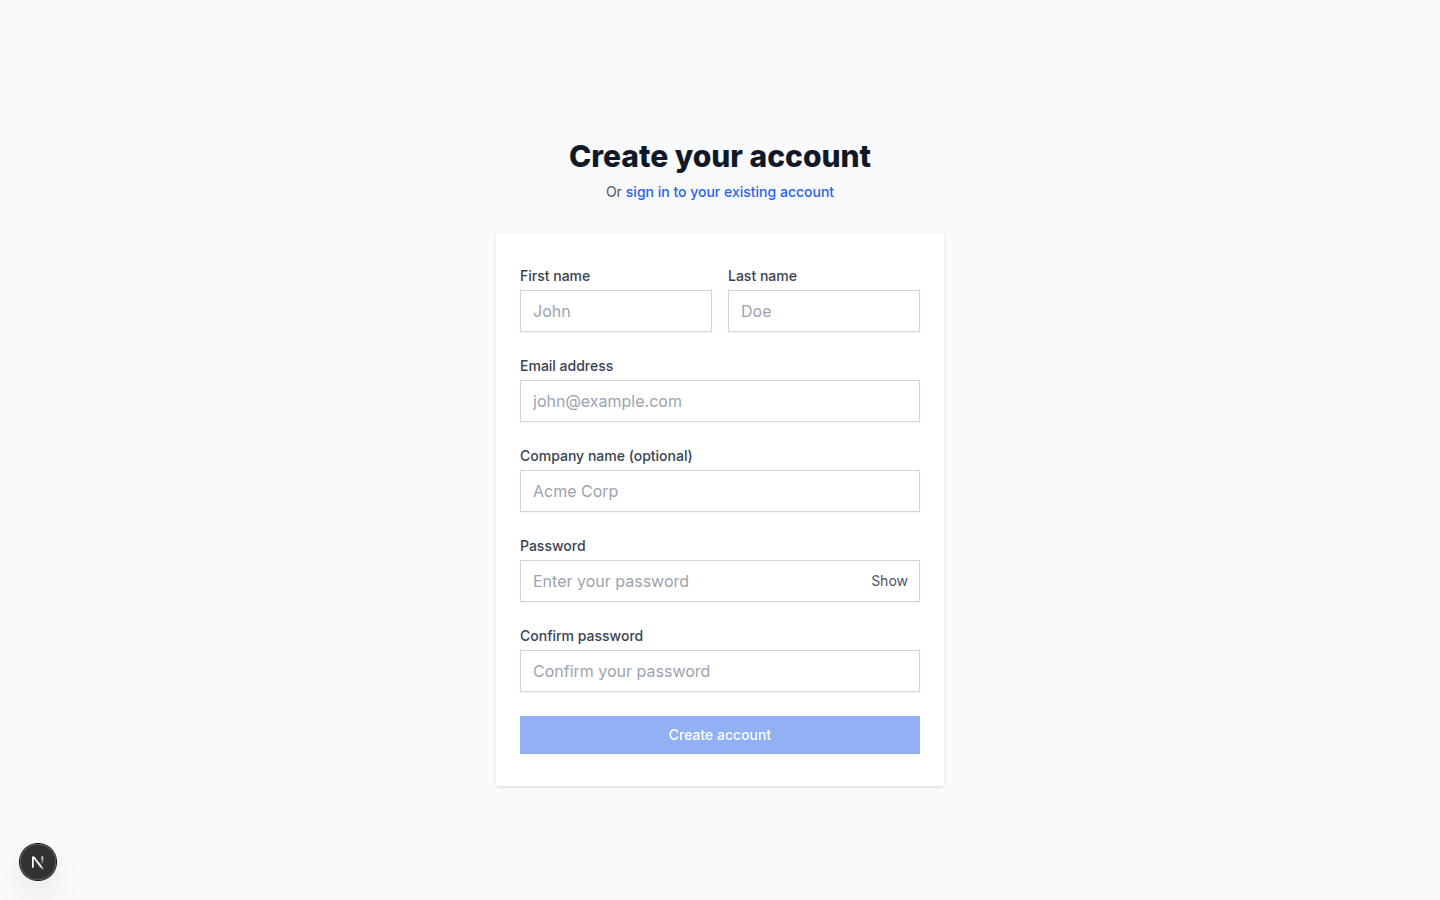 Create your account
Or sign in to your existing account
First name Last name
John Doe
Email address
john@example.com
Company name (optional)
Acme Corp
Password
Enter your password Show
Confirm password
Confirm your password
Create account
N